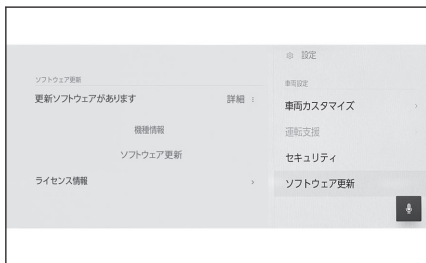 ソフトウェア更新
更新ソフトウェアがあります
詳細
機種情報
ソフトウェア更新
ライセンス情報
設定
車両設定
車両カスタマイズ
運転支援
セキュリティ
ソフトウェア更新